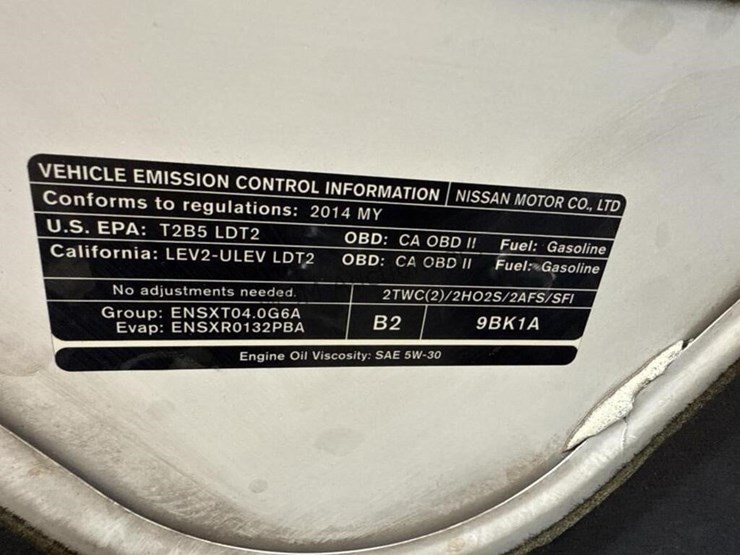 VEHICLE EMISSION CONTROL INFORMATION NISSAN MOTOR CO., LTD
Conforms to regulations: 2014 MY
U.S. EPA: T2B5 LDT2 OBD: CA OBD II Fuel: Gasoline
California: LEV2-ULEV LDT2 OBD: CA OBD II Fuel: Gasoline
No adjustments needed. 2TWC(2)/2HO2S/2AFS/SFI
Group: ENSXT04.0G6A
Evap: ENSXR0132PBA B2 9BK1A
Engine Oil Viscosity: SAE 5W-30